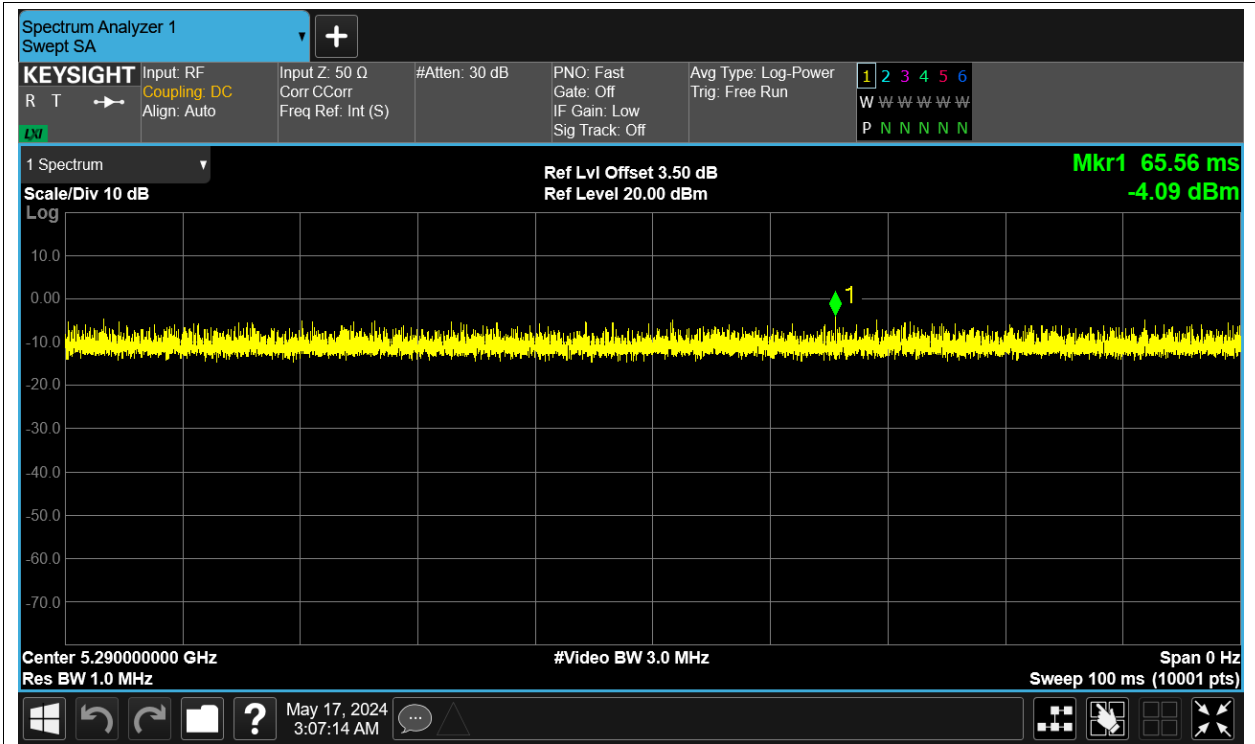 Spectrum Analyzer 1
Swept SA
KEYSIGHT
R T
LXI
Input: RF
Coupling: DC
Align: Auto
Input Z: 50 Ω
Corr CCorr
Freq Ref: Int (S)
#Atten: 30 dB
PNO: Fast
Gate: Off
IF Gain: Low
Sig Track: Off
Avg Type: Log-Power
Trig: Free Run
1 2 3 4 5 6
W W W W W W
P N N N N N
1 Spectrum
Scale/Div 10 dB
Log
Ref Lvl Offset 3.50 dB
Ref Level 20.00 dBm
Mkr1 65.56 ms
-4.09 dBm
10.0
0.00
1
-10.0
-20.0
-30.0
-40.0
-50.0
-60.0
-70.0
Center 5.290000000 GHz
#Video BW 3.0 MHz
Span 0 Hz
Res BW 1.0 MHz
Sweep 100 ms (10001 pts)
?
May 17, 2024
3:07:14 AM